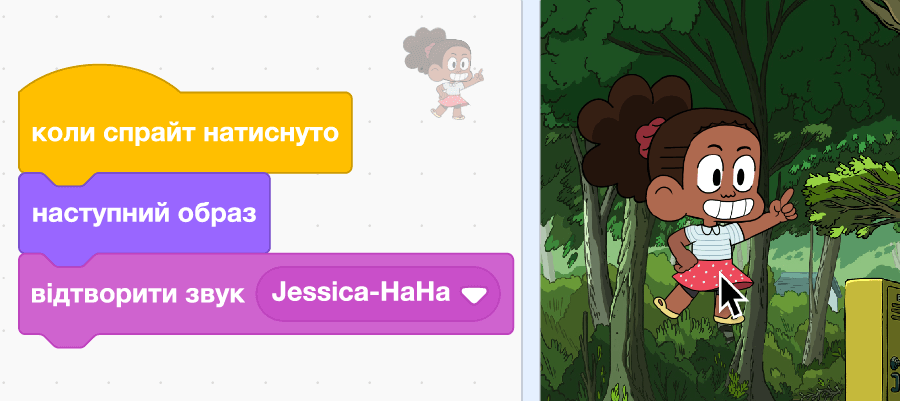 коли спрайт натиснуто
наступний образ
відтворити звук Jessica-HaHa